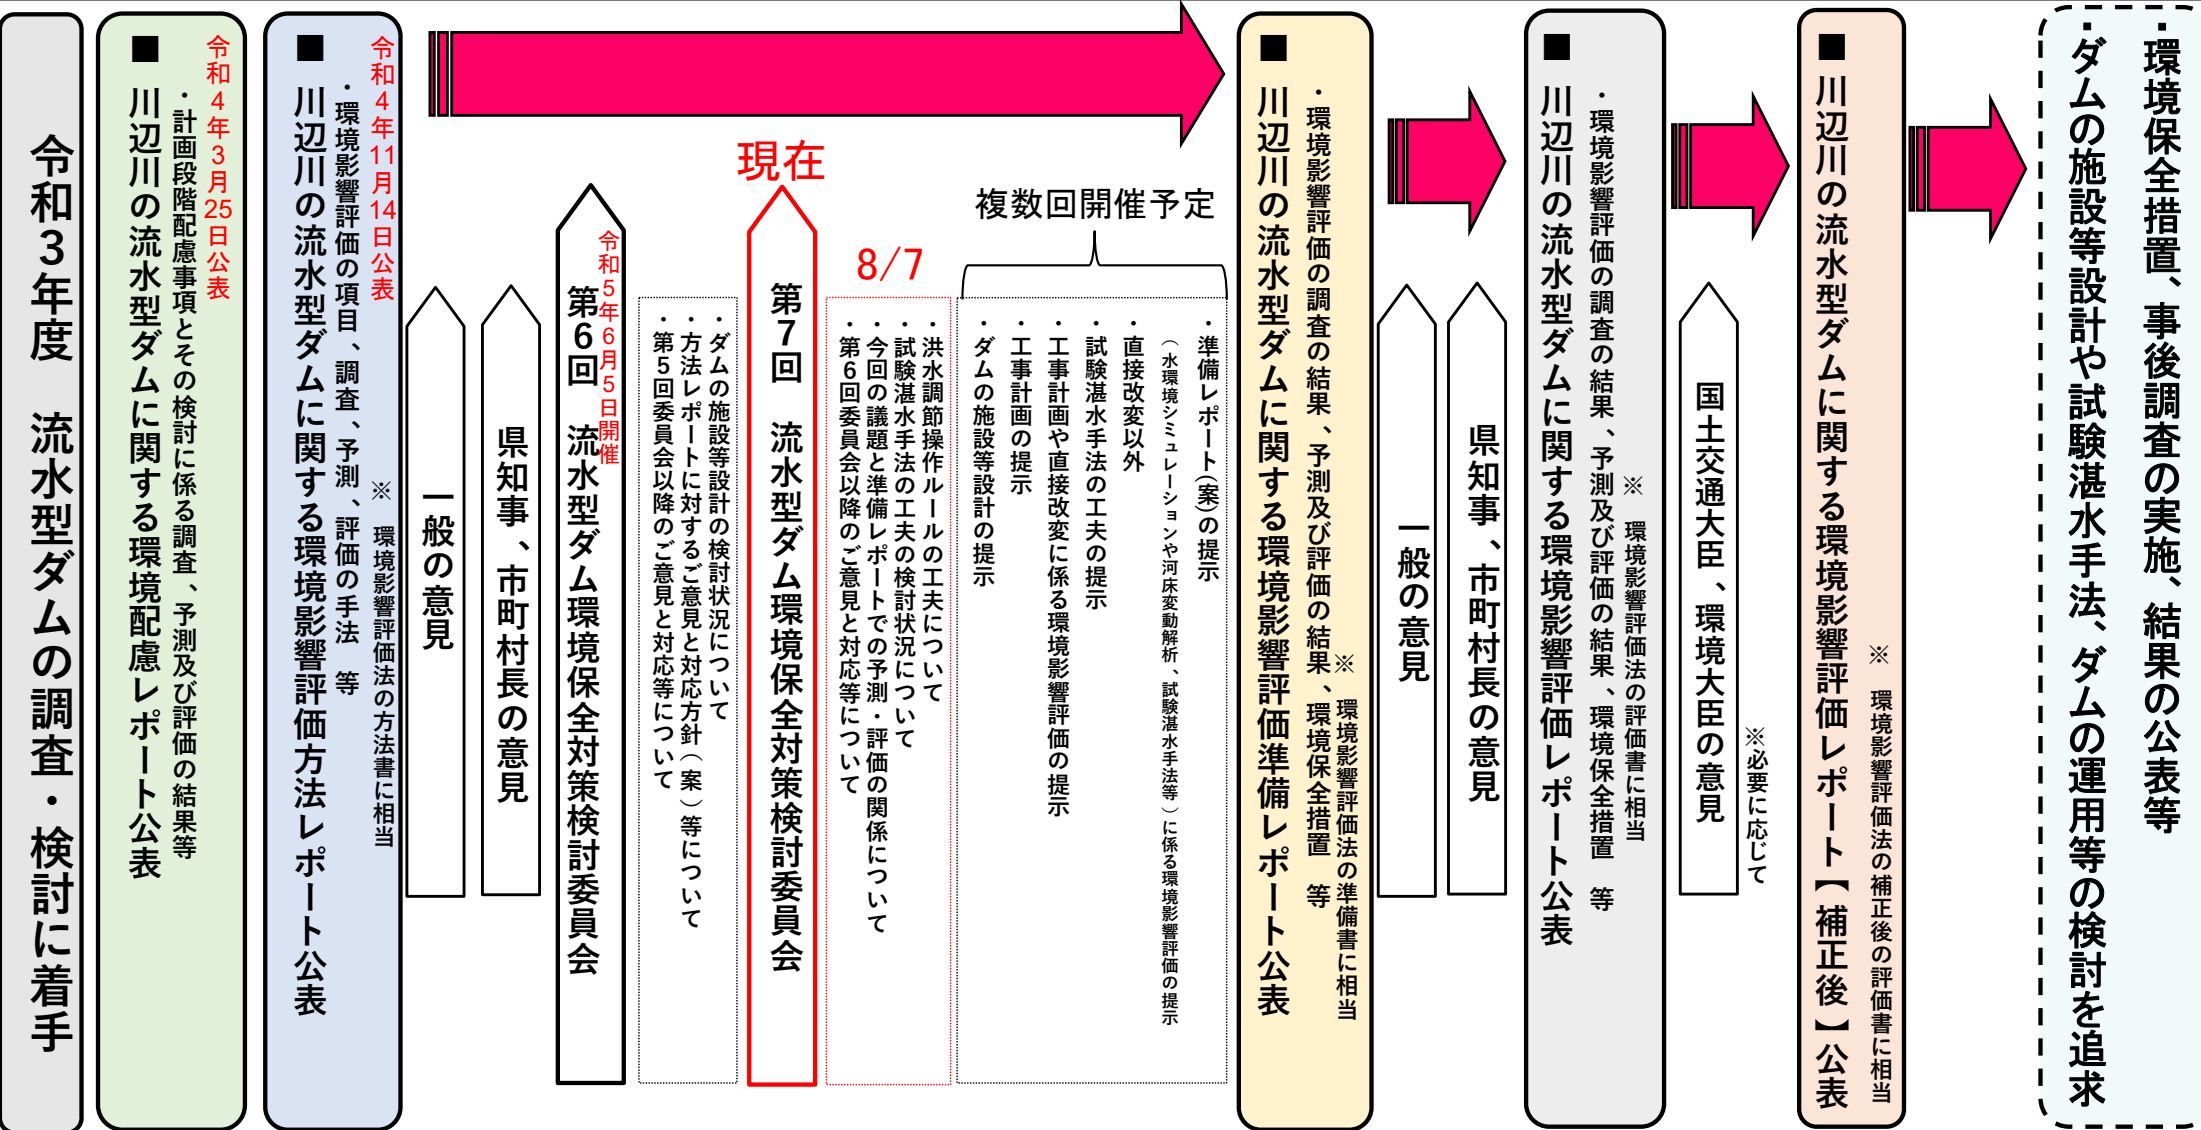 令和３年度　流水型ダムの調査・検討に着手
令和４年３月25日公表
・計画段階配慮事項とその検討に係る調査、予測及び評価の結果等
■ 川辺川の流水型ダムに関する環境配慮レポート公表
令和４年11月14日公表
※　環境影響評価法の方法書に相当
・環境影響評価の項目、調査、予測、評価の手法　等
■ 川辺川の流水型ダムに関する環境影響評価方法レポート公表
一般の意見
県知事、市町村長の意見
令和５年６月５日開催
第６回　流水型ダム環境保全対策検討委員会
・ダムの施設等設計の検討状況について
・方法レポートに対するご意見と対応方針（案）等について
・第５回委員会以降のご意見と対応等について
現在
第７回　流水型ダム環境保全対策検討委員会
8/7
・洪水調節操作ルールの工夫について
・試験湛水手法の工夫の検討状況について
・今回の議題と準備レポートでの予測・評価の関係について
・第６回委員会以降のご意見と対応等について
複数回開催予定
・ダムの施設等設計の提示
・工事計画の提示
・工事計画や直接改変に係る環境影響評価の提示
・試験湛水手法の工夫の提示
・直接改変以外
（水環境シミュレーションや河床変動解析、試験湛水手法等）に係る環境影響評価の提示
・準備レポート(案)の提示
※　環境影響評価法の準備書に相当
・環境影響評価の調査の結果、予測及び評価の結果、環境保全措置　等
■ 川辺川の流水型ダムに関する環境影響評価準備レポート公表
一般の意見
県知事、市町村長の意見
※　環境影響評価法の評価書に相当
・環境影響評価の調査の結果、予測及び評価の結果、環境保全措置　等
■ 川辺川の流水型ダムに関する環境影響評価レポート公表
国土交通大臣、環境大臣の意見
※必要に応じて
※　環境影響評価法の補正後の評価書に相当
■ 川辺川の流水型ダムに関する環境影響評価レポート【補正後】公表
・環境保全措置、事後調査の実施、結果の公表等
・ダムの施設等設計や試験湛水手法、ダムの運用等の検討を追求